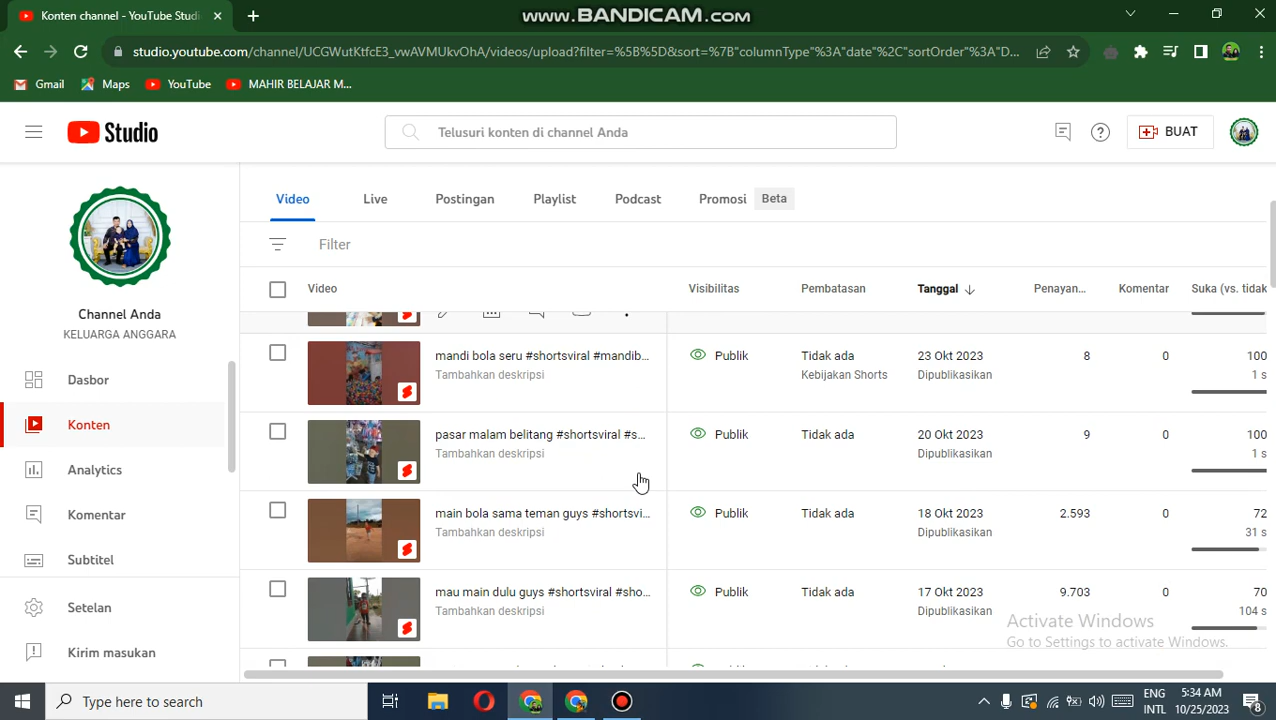 Konten channel - YouTube Studi
www.BANDICAM.com
studio.youtube.com/channel/UCGWutKtfcE3_vwAVMUkvOhA/videos/upload?filter=%5B%5D&sort=%7B"columnType"%3A"date"%2C"sortOrder"%3A"D...
Gmail
Maps
YouTube
MAHIR BELAJAR M...
Studio
Telusuri konten di channel Anda
BUAT
Channel Anda
KELUARGA ANGGARA
Dasbor
Konten
Analytics
Komentar
Subtitel
Setelan
Kirim masukan
Video Live Postingan Playlist Podcast Promosi Beta
Filter
Video Visibilitas Pembatasan Tanggal Penayan... Komentar Suka (vs. tidak
mandi bola seru #shortsviral #mandib... Publik Tidak ada 23 Okt 2023 8 0 100
Tambahkan deskripsi Kebijakan Shorts Dipublikasikan 1 s
pasar malam belitang #shortsviral #s... Publik Tidak ada 20 Okt 2023 9 0 100
Tambahkan deskripsi Dipublikasikan 1 s
main bola sama teman guys #shortsvi... Publik Tidak ada 18 Okt 2023 2.593 0 72
Tambahkan deskripsi Dipublikasikan 31 s
mau main dulu guys #shortsviral #sho... Publik Tidak ada 17 Okt 2023 9.703 0 70
Tambahkan deskripsi Dipublikasikan 104 s
Activate Windows
Go to Settings to activate Windows.
Type here to search
ENG
INTL
5:34 AM
10/25/2023
8